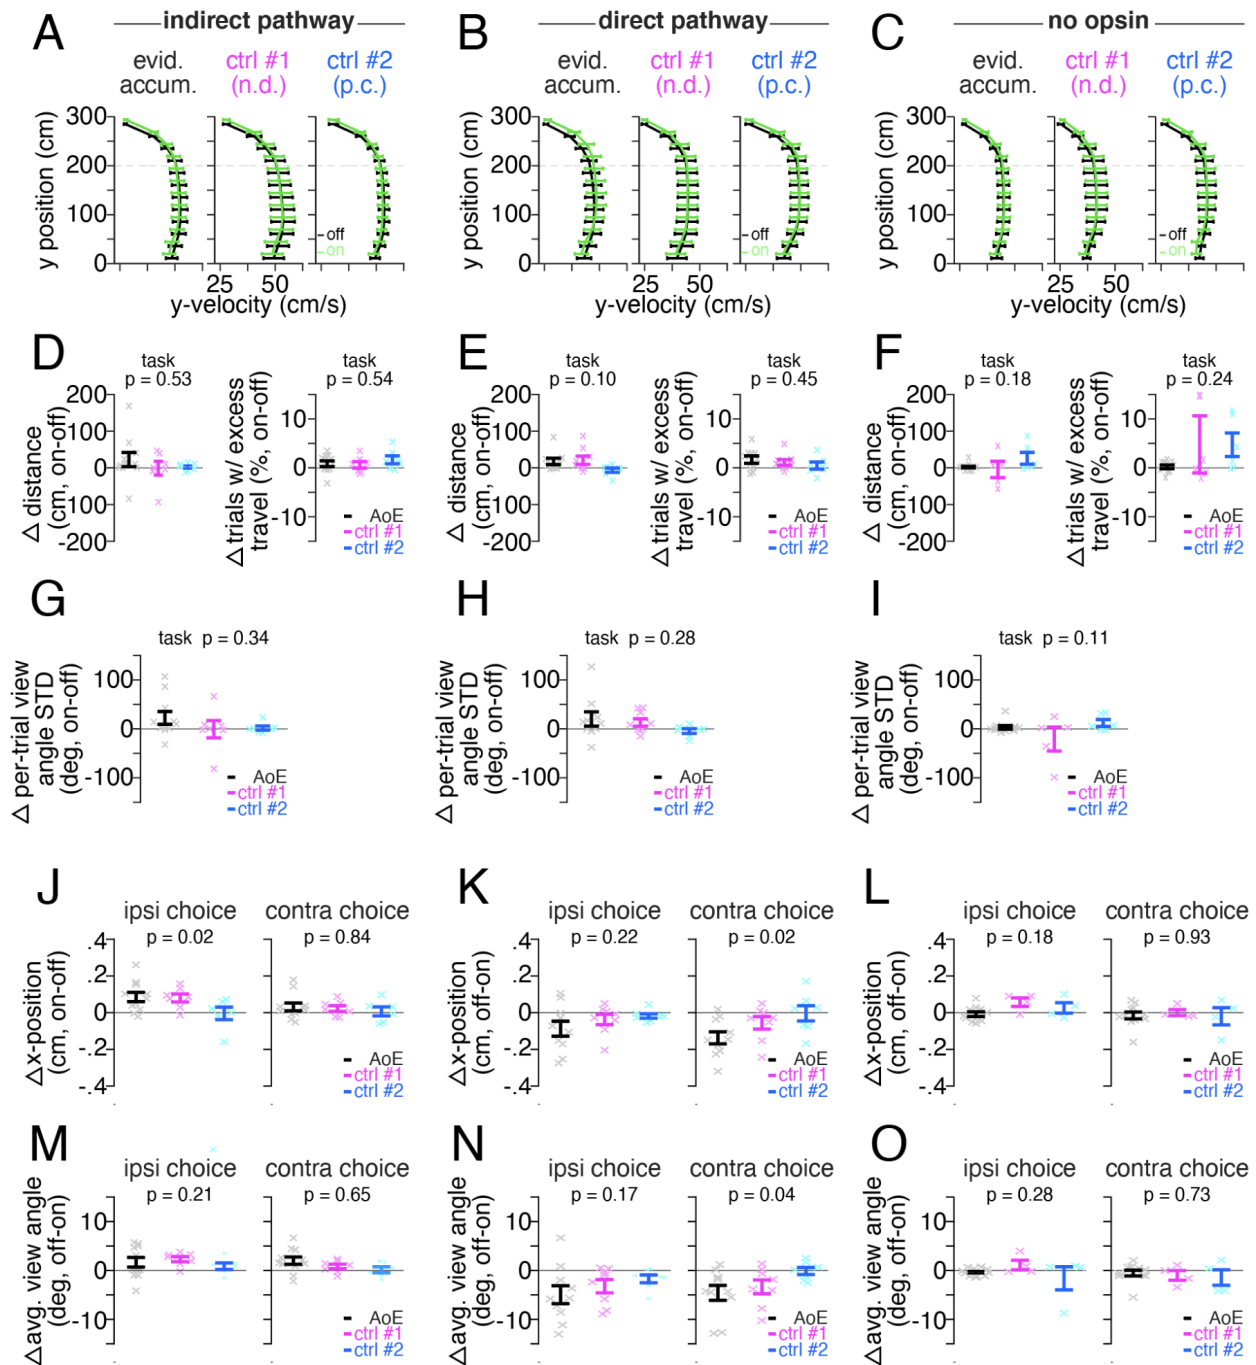 A
indirect pathway
B
direct pathway
C
no opsin
evid.
accum.
ctrl #1
(n.d.)
ctrl #2
(p.c.)
evid.
accum.
ctrl #1
(n.d.)
ctrl #2
(p.c.)
evid.
accum.
ctrl #1
(n.d.)
ctrl #2
(p.c.)
y position (cm)
300
200
100
0
off
on
25 50
y-velocity (cm/s)
y position (cm)
300
200
100
0
off
on
25 50
y-velocity (cm/s)
y position (cm)
300
200
100
0
off
on
25 50
y-velocity (cm/s)
D
task
p = 0.53
Δ distance
(cm, on-off)
200
100
0
100
-200
task
p = 0.54
Δ trials w/ excess
travel (%, on-off)
10
0
-10
AoE
ctrl #1
ctrl #2
E
task
p = 0.10
Δ distance
(cm, on-off)
200
100
0
100
-200
task
p = 0.45
Δ trials w/ excess
travel (%, on-off)
10
0
-10
AoE
ctrl #1
ctrl #2
F
task
p = 0.18
Δ distance
(cm, on-off)
200
100
0
100
-200
task
p = 0.24
Δ trials w/ excess
travel (%, on-off)
10
0
-10
AoE
ctrl #1
ctrl #2
G
task p = 0.34
Δ per-trial view
angle STD
(deg, on-off)
100
0
-100
AoE
ctrl #1
ctrl #2
H
task p = 0.28
Δ per-trial view
angle STD
(deg, on-off)
100
0
-100
AoE
ctrl #1
ctrl #2
I
task p = 0.11
Δ per-trial view
angle STD
(deg, on-off)
100
0
-100
AoE
ctrl #1
ctrl #2
J
ipsi choice
p = 0.02
contra choice
p = 0.84
Δx-position
(cm, on-off)
.4
.2
0
.2
-.4
AoE
ctrl #1
ctrl #2
K
ipsi choice
p = 0.22
contra choice
p = 0.02
Δx-position
(cm, off-on)
.4
.2
0
.2
-.4
AoE
ctrl #1
ctrl #2
L
ipsi choice
p = 0.18
contra choice
p = 0.93
Δx-position
(cm, off-on)
.4
.2
0
.2
-.4
AoE
ctrl #1
ctrl #2
M
ipsi choice
p = 0.21
contra choice
p = 0.65
Δavg. view angle
(deg, off-on)
10
0
-10
AoE
ctrl #1
ctrl #2
N
ipsi choice
p = 0.17
contra choice
p = 0.04
Δavg. view angle
(deg, off-on)
10
0
-10
AoE
ctrl #1
ctrl #2
O
ipsi choice
p = 0.28
contra choice
p = 0.73
Δavg. view angle
(deg, off-on)
10
0
-10
AoE
ctrl #1
ctrl #2